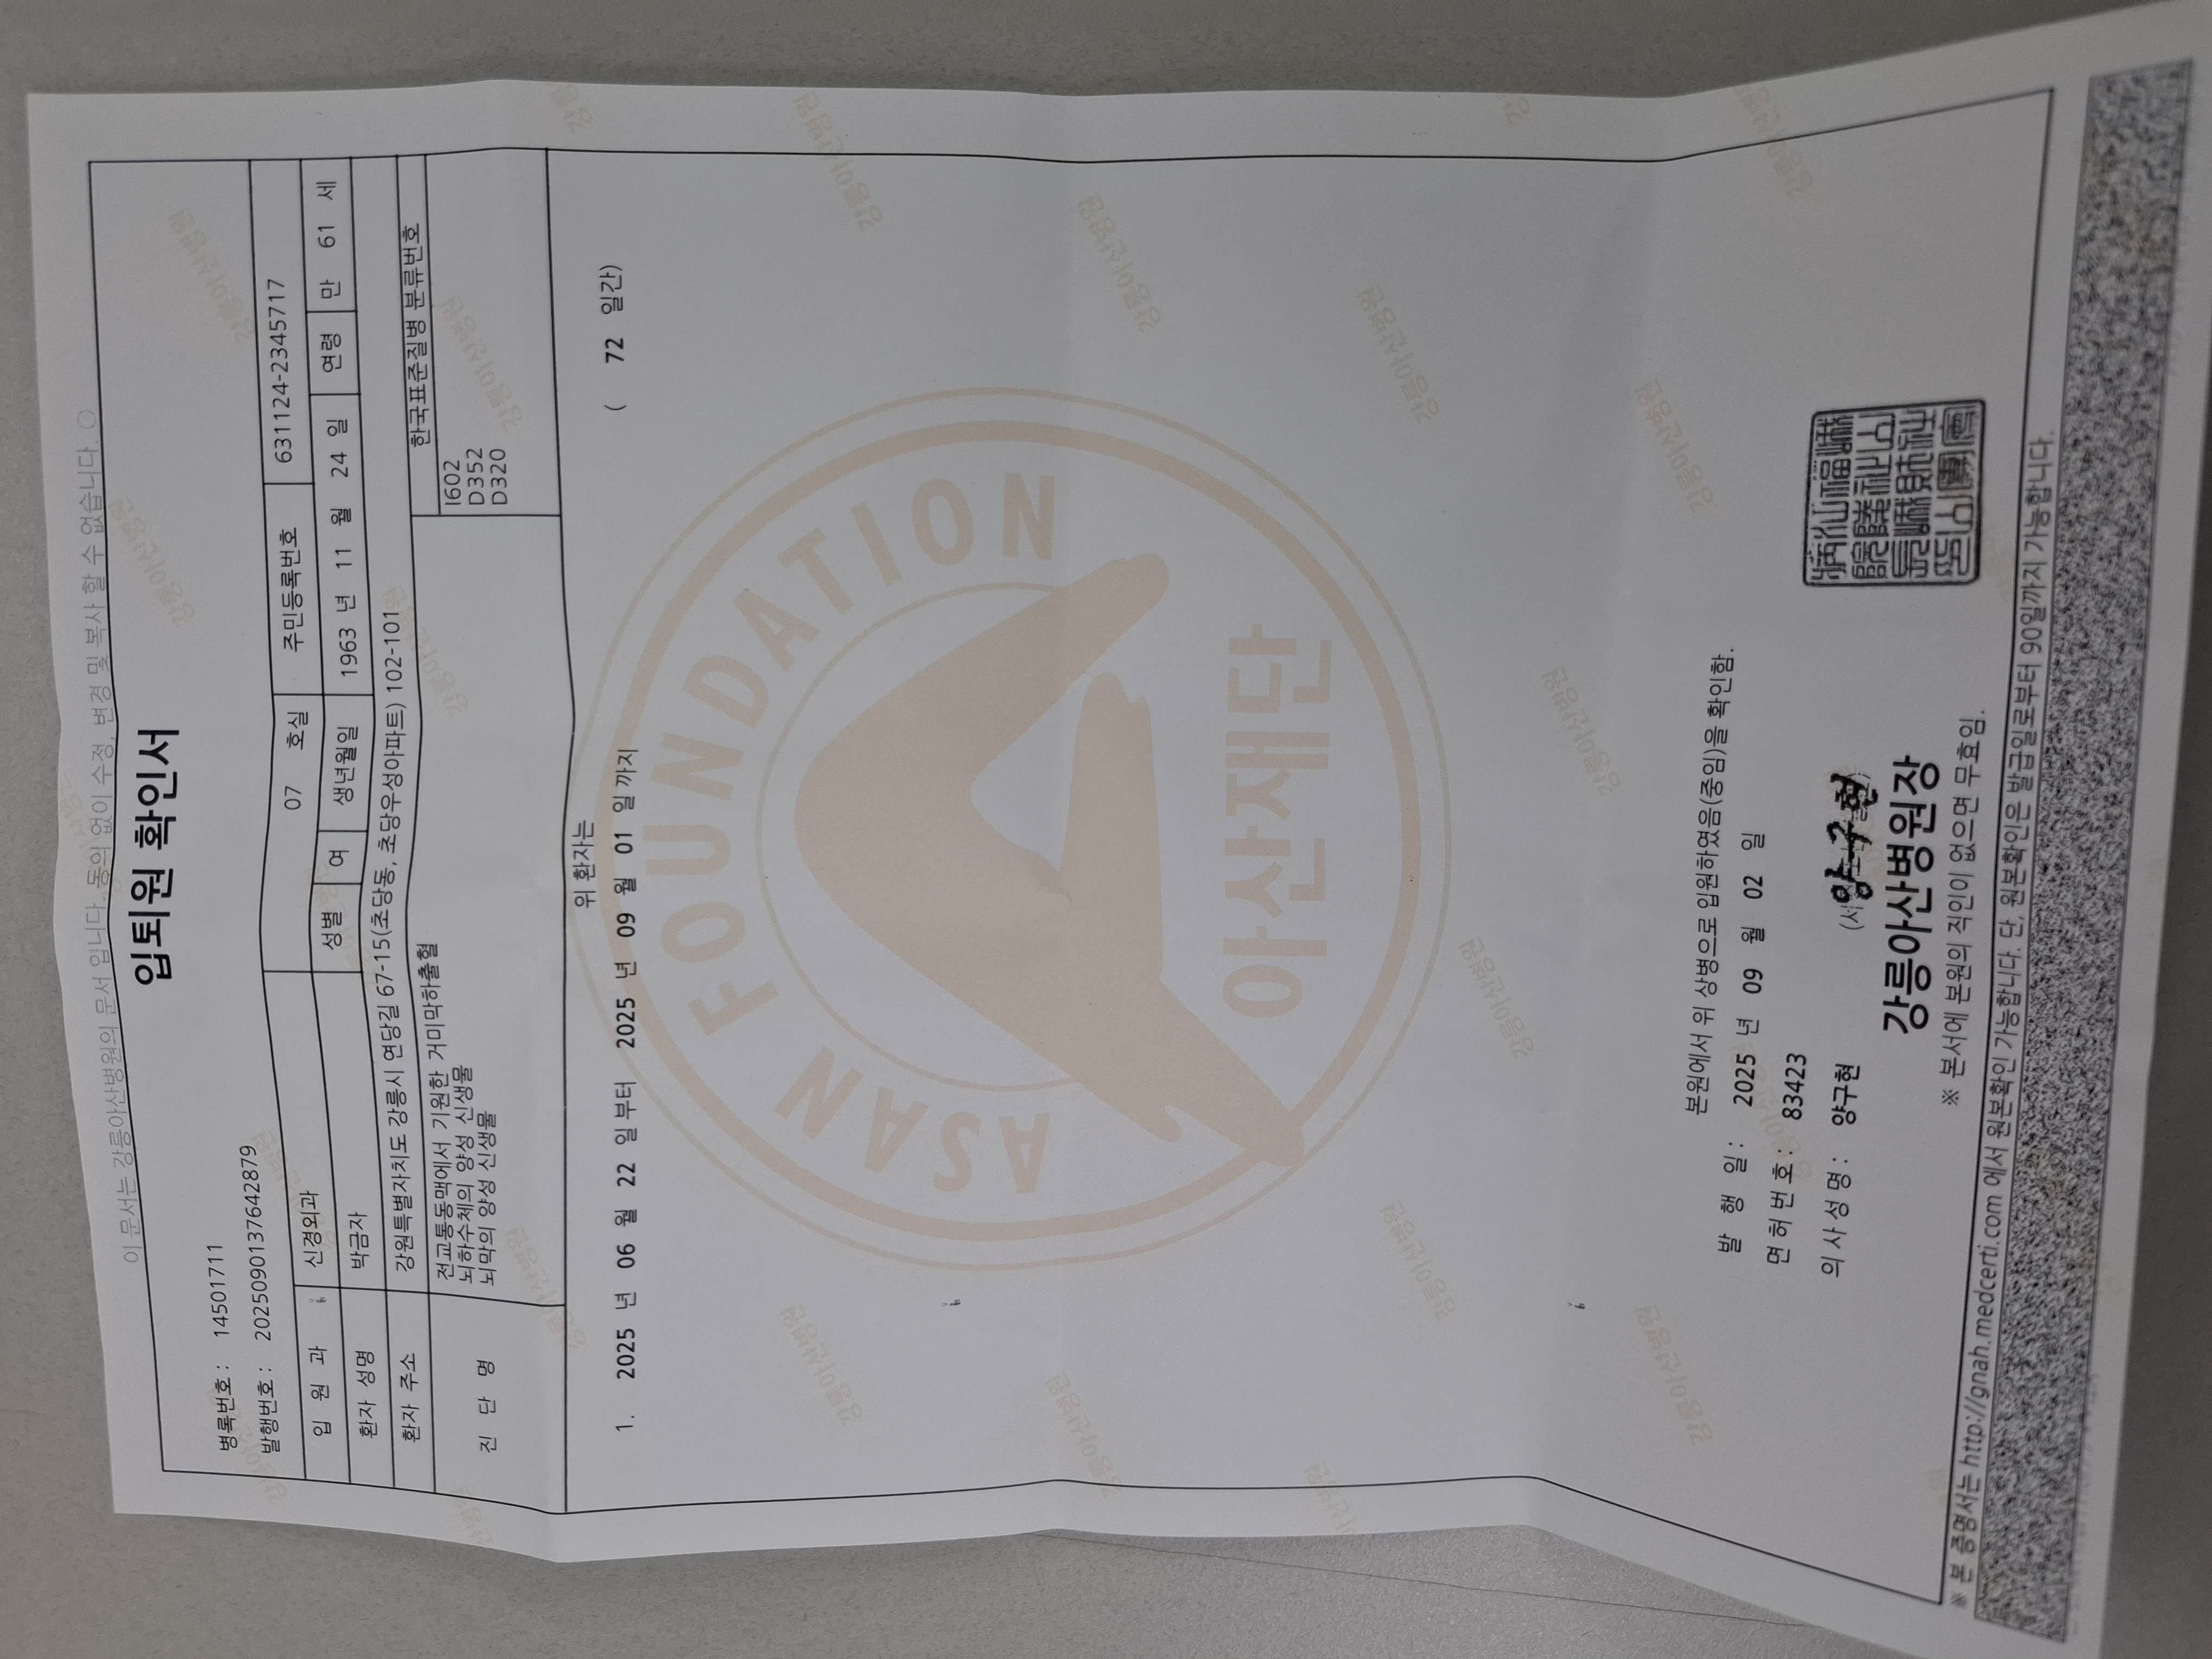 이 문서는 강릉아산병원의 문서 입니다. 동의 없이 수정, 변경 및 복사 할 수 없습니다.
입퇴원 확인서
병록번호 : 14501711
발행번호 : 2025090137642879
입 원 과 신경외과 07 호실 주민등록번호 631124-2345717
환자 성명 박금자 성별 여 생년월일 1963 년 11 월 24 일 연령 만 61 세
환자 주소 강원특별자치도 강릉시 연당길 67-15(초당동, 초당우성아파트) 102-101
진 단 명 한국표준질병 분류번호
전교통동맥에서 기원한 거미막하출혈 I602
뇌하수체의 양성 신생물 D352
뇌막의 양성 신생물 D320
위 환자는
1. 2025 년 06 월 22 일 부터 2025 년 09 월 01 일 까지 ( 72 일간)
ASAN FOUNDATION
아산재단
본원에서 위 상병으로 입원하였음(중임)을 확인함.
발 행 일 : 2025 년 09 월 02 일
면 허 번 호 : 83423
의 사 성 명 : 양구현 양구현
강릉아산병원장
※ 본서에 본원의 직인이 없으면 무효임.
※ 본 증명서는 http://gnah.medcerti.com 에서 원본확인 가능합니다. 단, 원본확인은 발급일로부터 90일까지 가능합니다.